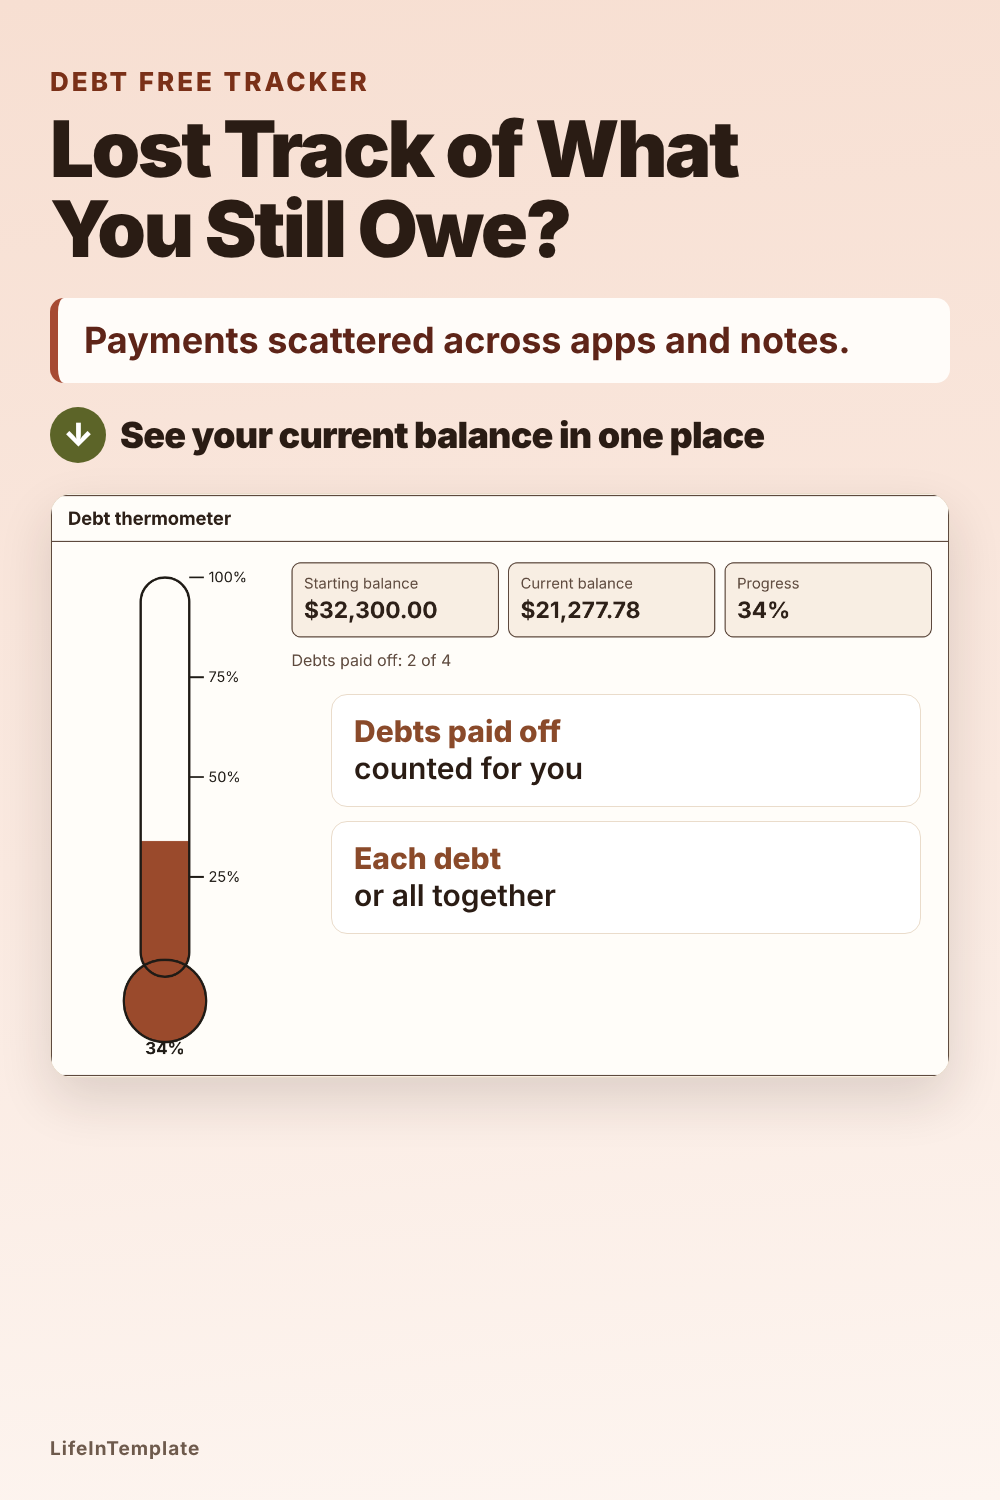 DEBT FREE TRACKER
Lost Track of What
You Still Owe?
Payments scattered across apps and notes.
See your current balance in one place
Debt thermometer
100%
75%
50%
25%
34%
Starting balance
$32,300.00
Current balance
$21,277.78
Progress
34%
Debts paid off: 2 of 4
Debts paid off
counted for you
Each debt
or all together
LifeInTemplate